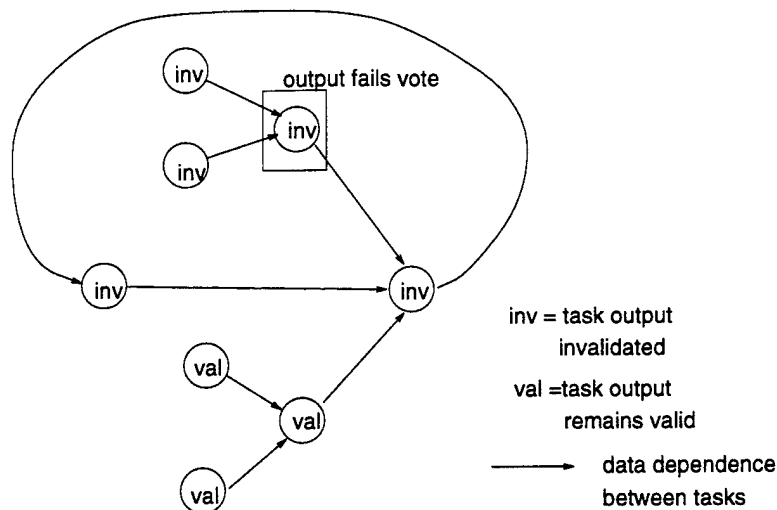 inv
output fails vote
inv
inv
inv
inv
inv = task output
invalidated
val
val =task output
remains valid
val
data dependence
between tasks
val